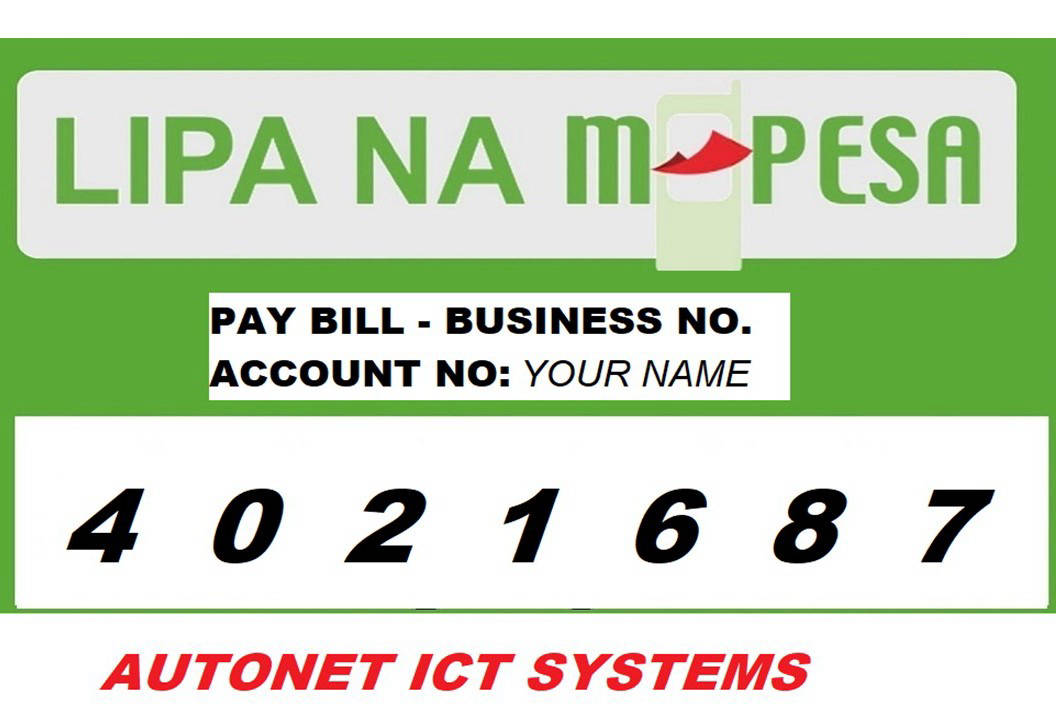 LIPA NA M-PESA
PAY BILL - BUSINESS NO.
ACCOUNT NO: YOUR NAME
4 0 2 1 6 8 7
AUTONET ICT SYSTEMS